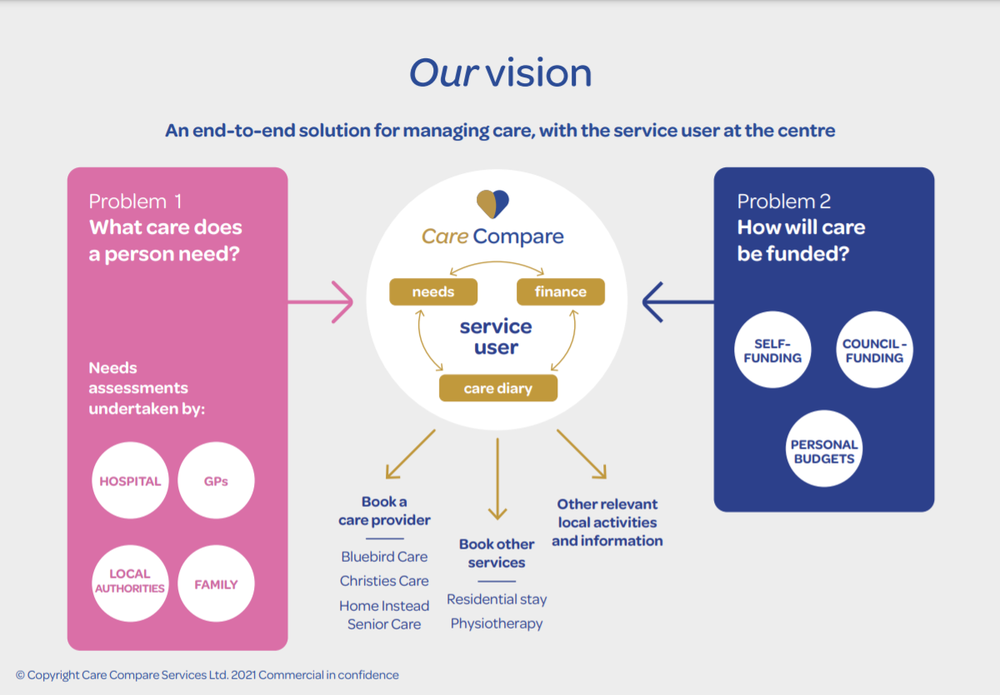 Our vision
An end-to-end solution for managing care, with the service user at the centre
Problem 1
What care does
a person need?
Needs
assessments
undertaken by:
HOSPITAL
GPs
LOCAL
AUTHORITIES
FAMILY
Care Compare
needs
finance
service
user
care diary
Book a
care provider
Bluebird Care
Christies Care
Home Instead
Senior Care
Book other
services
Residential stay
Physiotherapy
Other relevant
local activities
and information
Problem 2
How will care
be funded?
SELF-
FUNDING
COUNCIL-
FUNDING
PERSONAL
BUDGETS
© Copyright Care Compare Services Ltd. 2021 Commercial in confidence